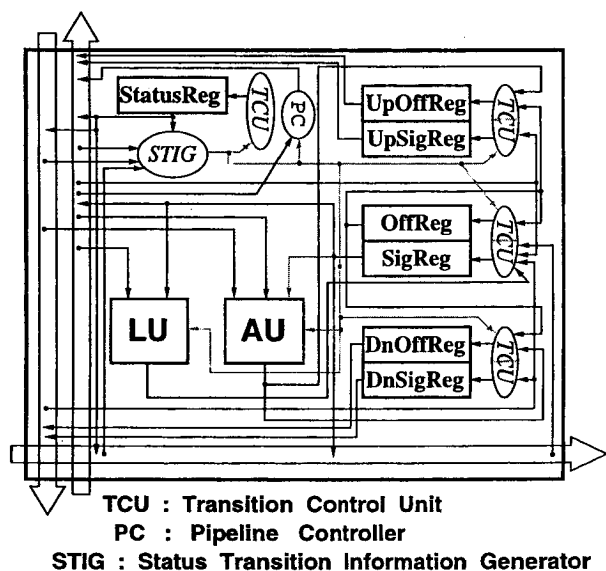 StatusReg
TCU
PC
STIG
UpOffReg
UpSigReg
TCU
OffReg
SigReg
TCU
LU
AU
DnOffReg
DnSigReg
TCU
TCU : Transition Control Unit
PC : Pipeline Controller
STIG : Status Transition Information Generator